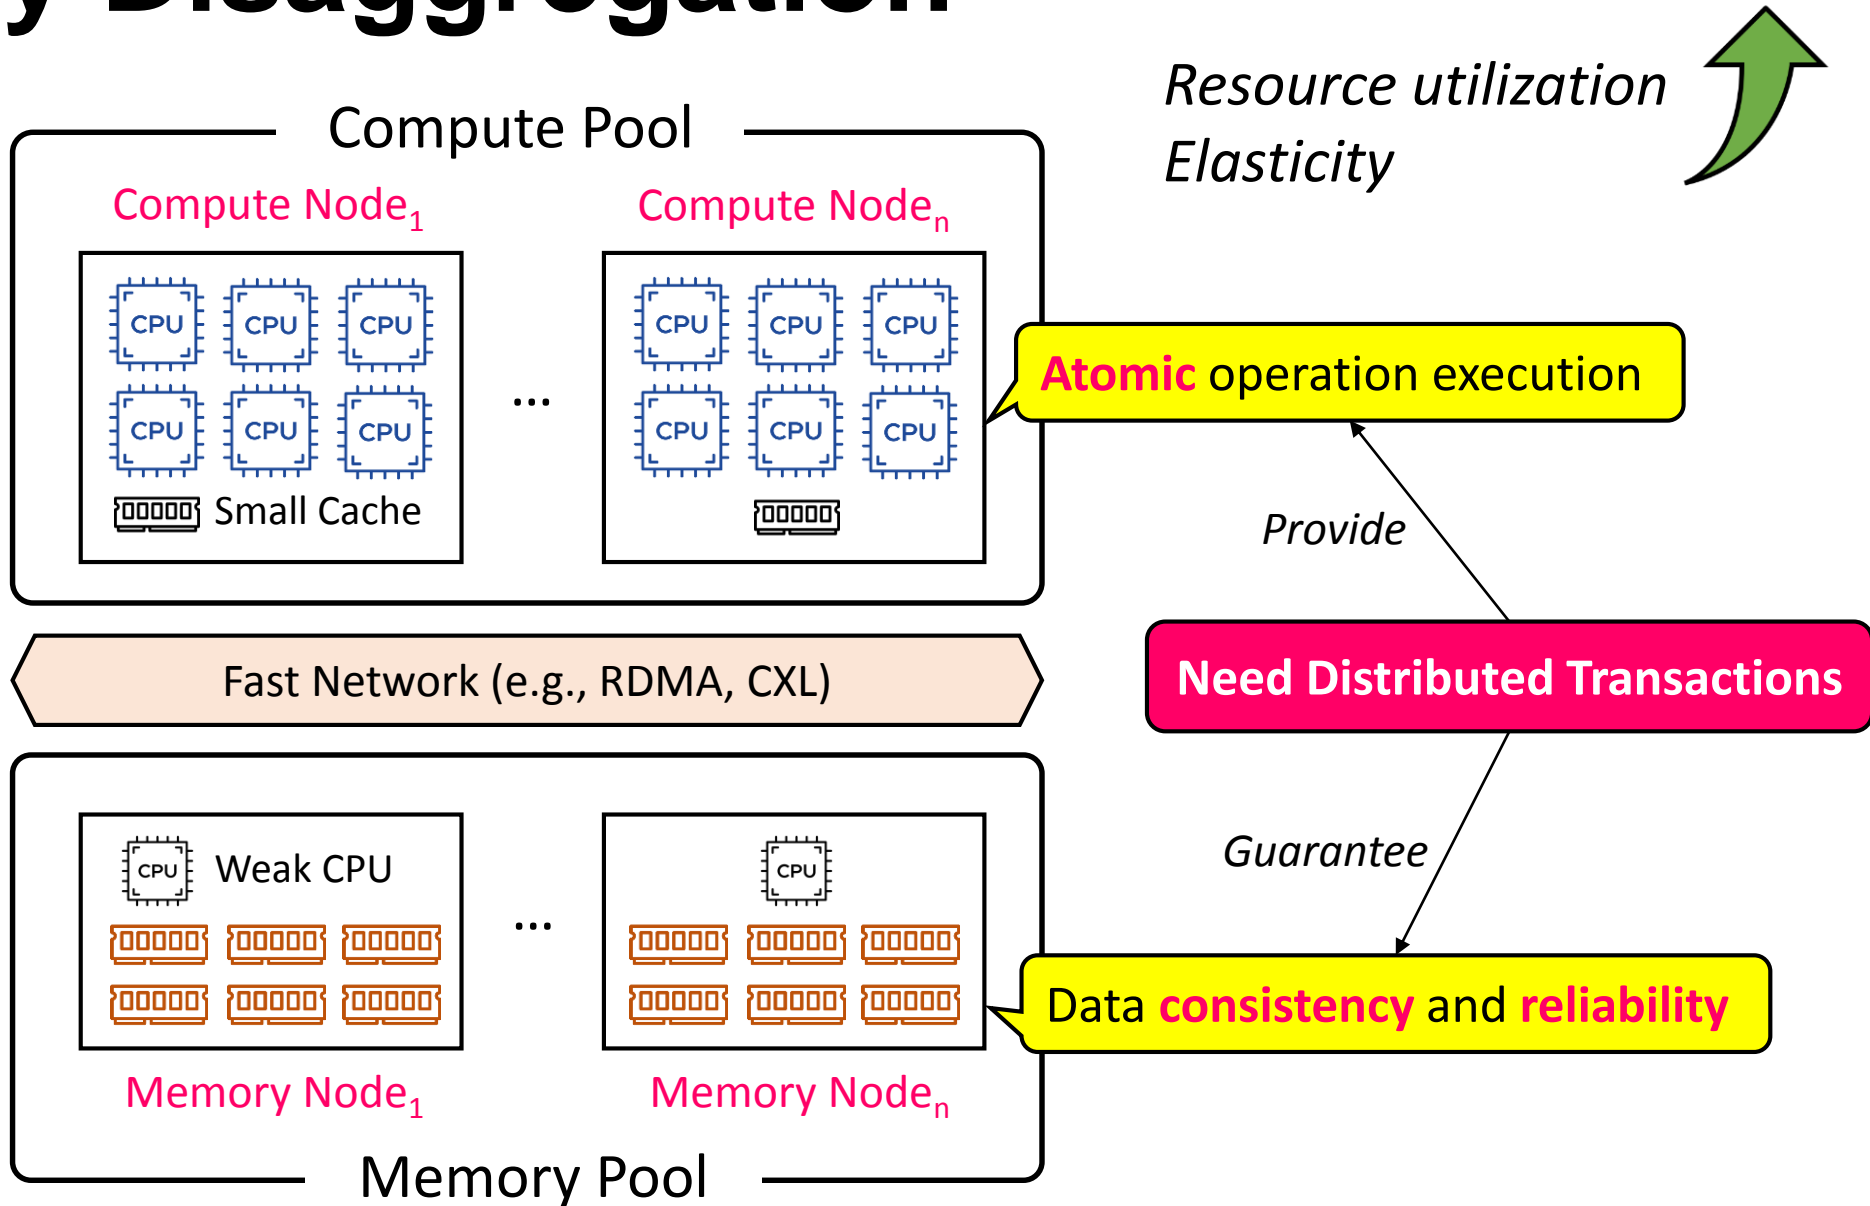 y Disaggregation
Resource utilization
Elasticity
Compute Pool
Compute Node1
Compute Noden
CPU CPU CPU
CPU CPU CPU
CPU CPU CPU
CPU CPU CPU
...
Small Cache
Atomic operation execution
Provide
Fast Network (e.g., RDMA, CXL)
Need Distributed Transactions
Guarantee
CPU
Weak CPU
...
CPU
Data consistency and reliability
Memory Node1
Memory Noden
Memory Pool